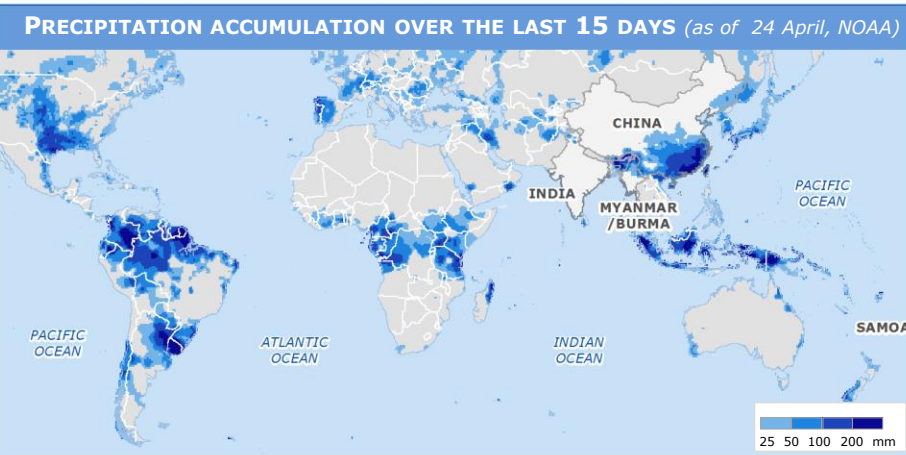 PRECIPITATION ACCUMULATION OVER THE LAST 15 DAYS (as of 24 April, NOAA)
CHINA
INDIA
MYANMAR
/BURMA
PACIFIC
OCEAN
PACIFIC
OCEAN
ATLANTIC
OCEAN
INDIAN
OCEAN
SAMOA
25 50 100 200 mm